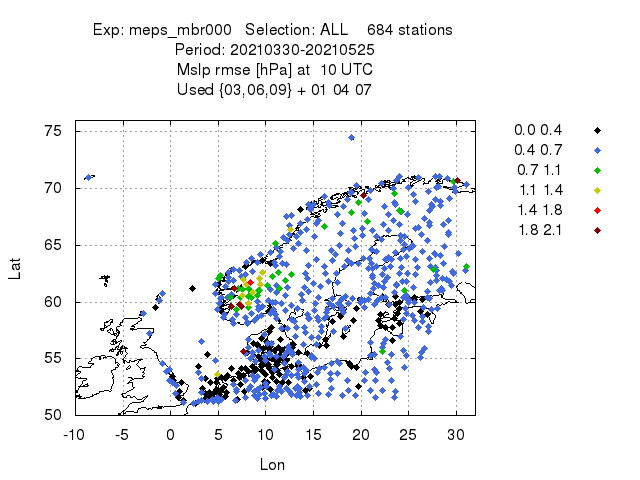 Exp: meps_mbr000   Selection: ALL    684 stations
Period: 20210330-20210525
Mslp rmse [hPa] at  10 UTC
Used {03,06,09} + 01 04 07
75
70
65
60
55
50
Lat
-10 -5 0 5 10 15 20 25 30
Lon
0.0 0.4
0.4 0.7
0.7 1.1
1.1 1.4
1.4 1.8
1.8 2.1